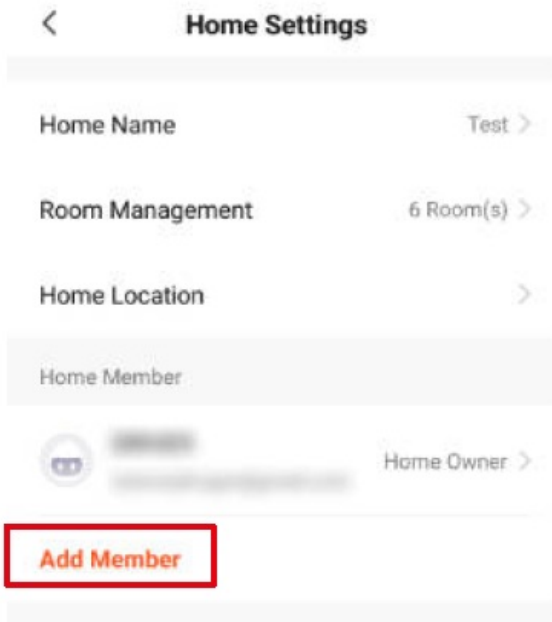 Home Settings
Home Name Test
Room Management 6 Room(s)
Home Location
Home Member
Home Owner
Add Member